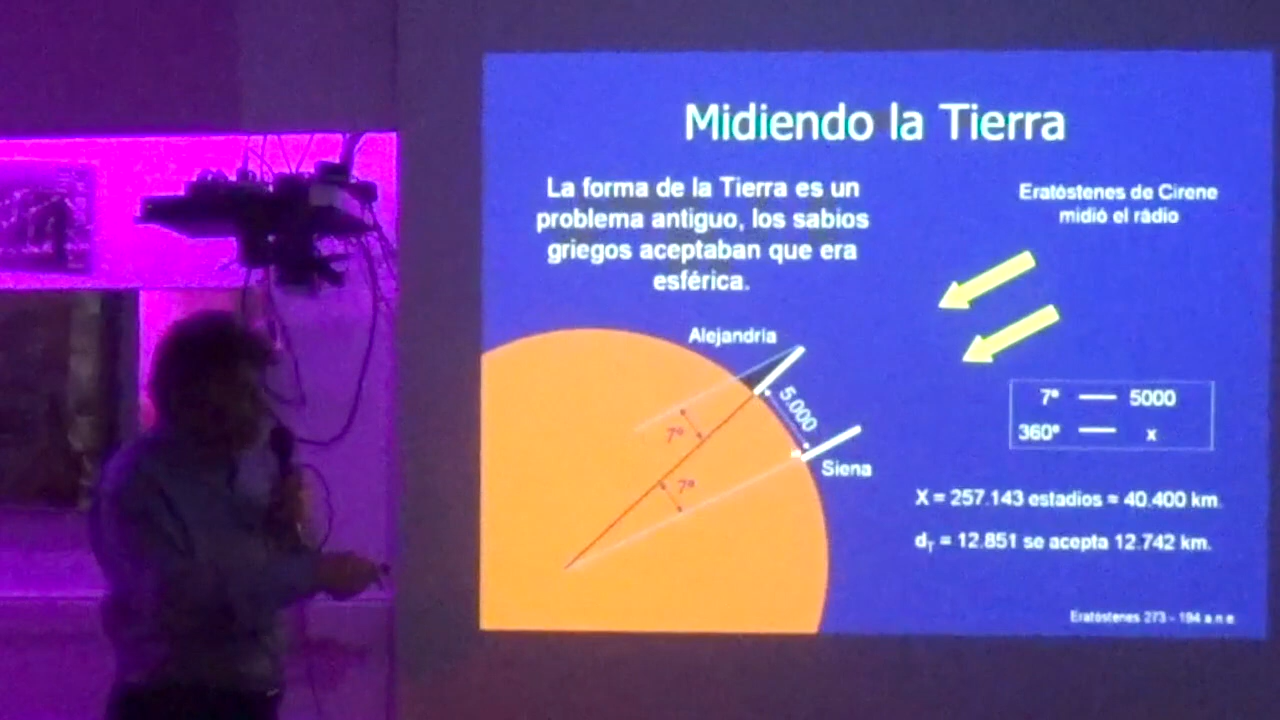 Midiendo la Tierra
La forma de la Tierra es un
problema antiguo, los sabios
griegos aceptaban que era
esférica.
Eratóstenes de Cirene
midió el rádio
Alejandria
5.000
Siena
7º
7º
7º — 5000
360º — x
X = 257.143 estadios = 40.400 km.
dT = 12.851 se acepta 12.742 km.
Eratóstenes 273 - 194 a.n.e